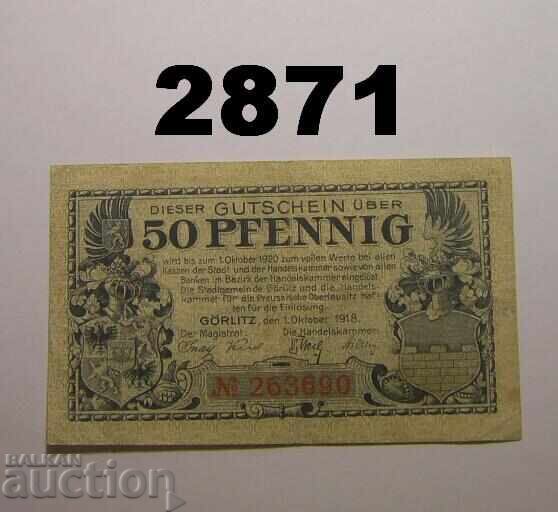 2871
DIESER GUTSCHEIN ÜBER
50 PFENNIG
wird bis zum 1. Oktober 1920 zum vollen Werte bei allen
Kassen der Stadt und der Handelskammer sowie von allen
Banken im Bezirk der Handelskammer eingelöst.
Die Stadtgemeinde Görlitz und die Handels-
kammer für die Preussische Oberlausitz haf-
ten für die Einlösung.
GÖRLITZ, den 1. Oktober 1918.
Der Magistrat: Die Handelskammer:
№ 263690
BALKAN
auction